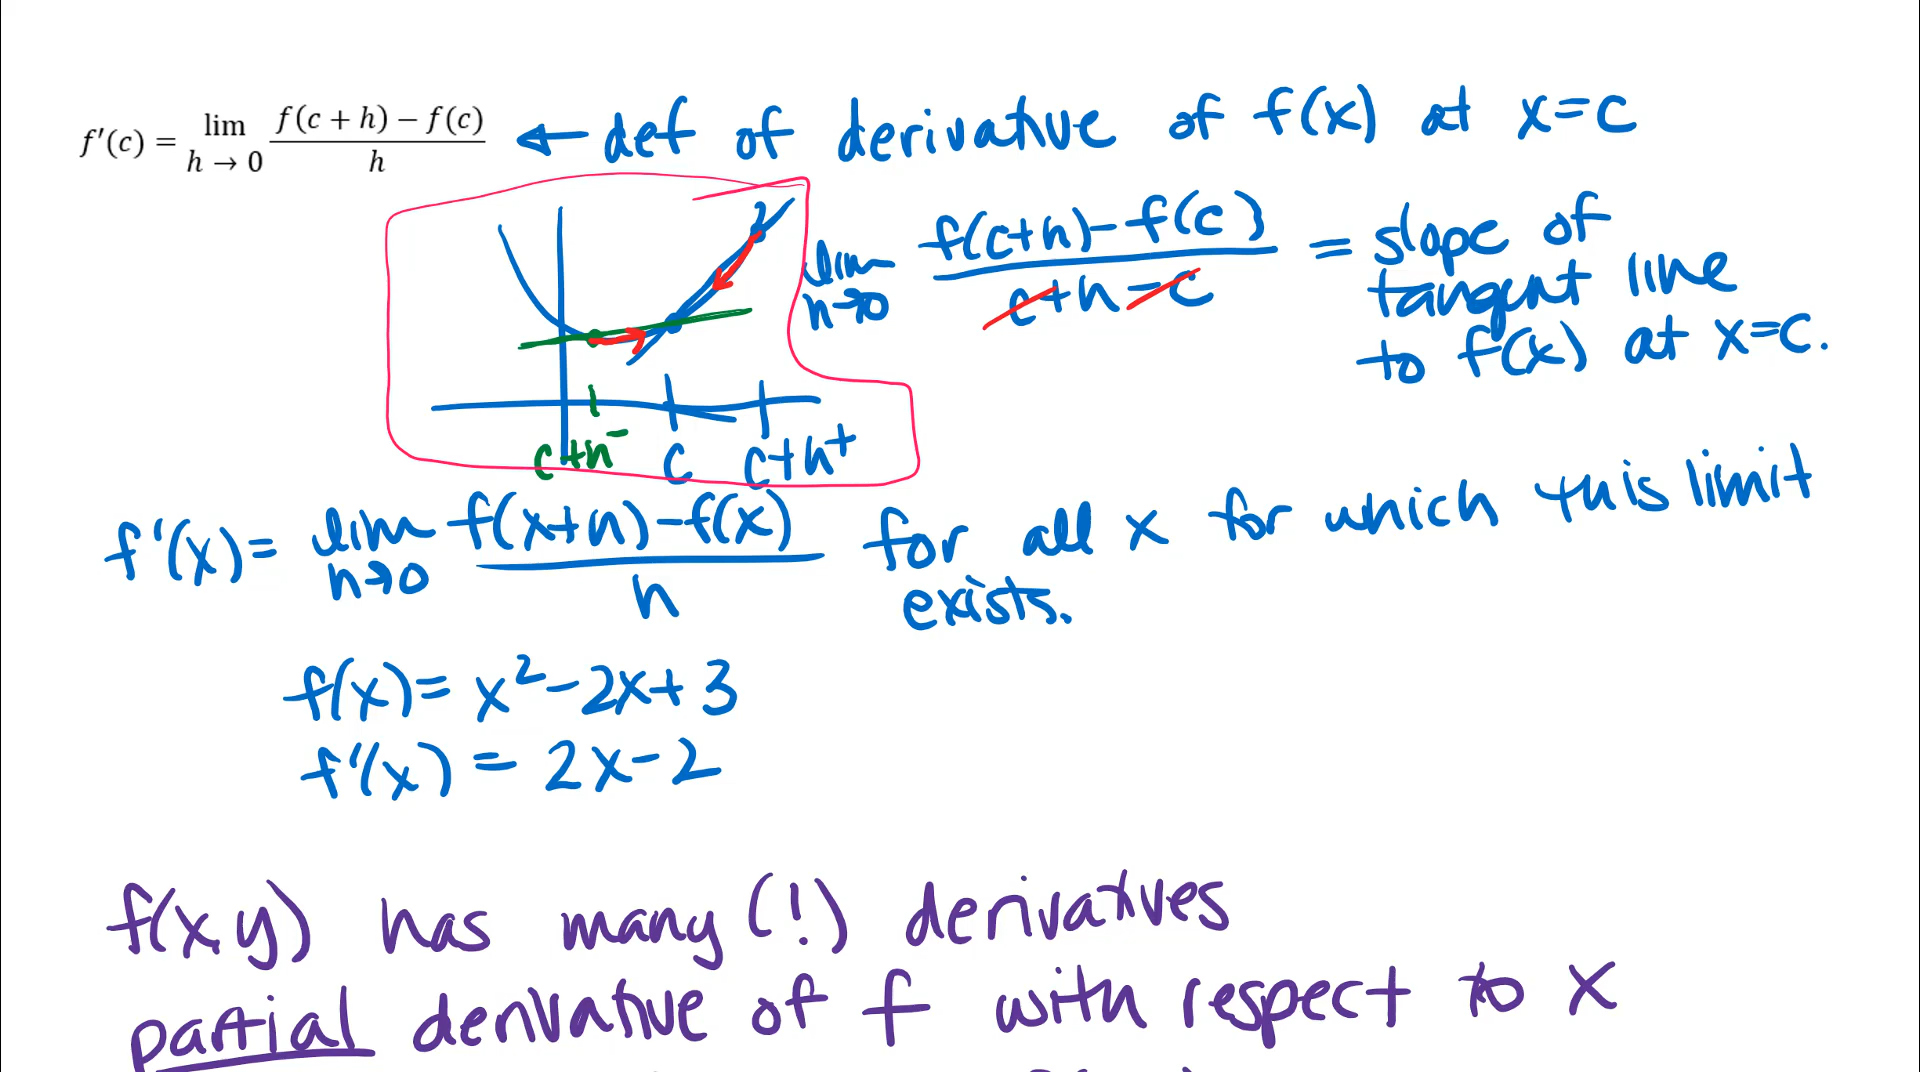 f'(c) = lim h → 0 f(c + h) − f(c) / h ← def of derivative of f(x) at x=c
lim h→0 f(c+h)-f(c) / c+h-c = slope of
tangent line
to f(x) at x=c.
c+h⁻ c c+h⁺
f'(x)= lim h→0 f(x+h)-f(x) / h for all x for which this limit
exists.
f(x)= x²-2x+3
f'(x) = 2x-2
f(x,y) has many (!) derivatives
partial derivative of f with respect to x